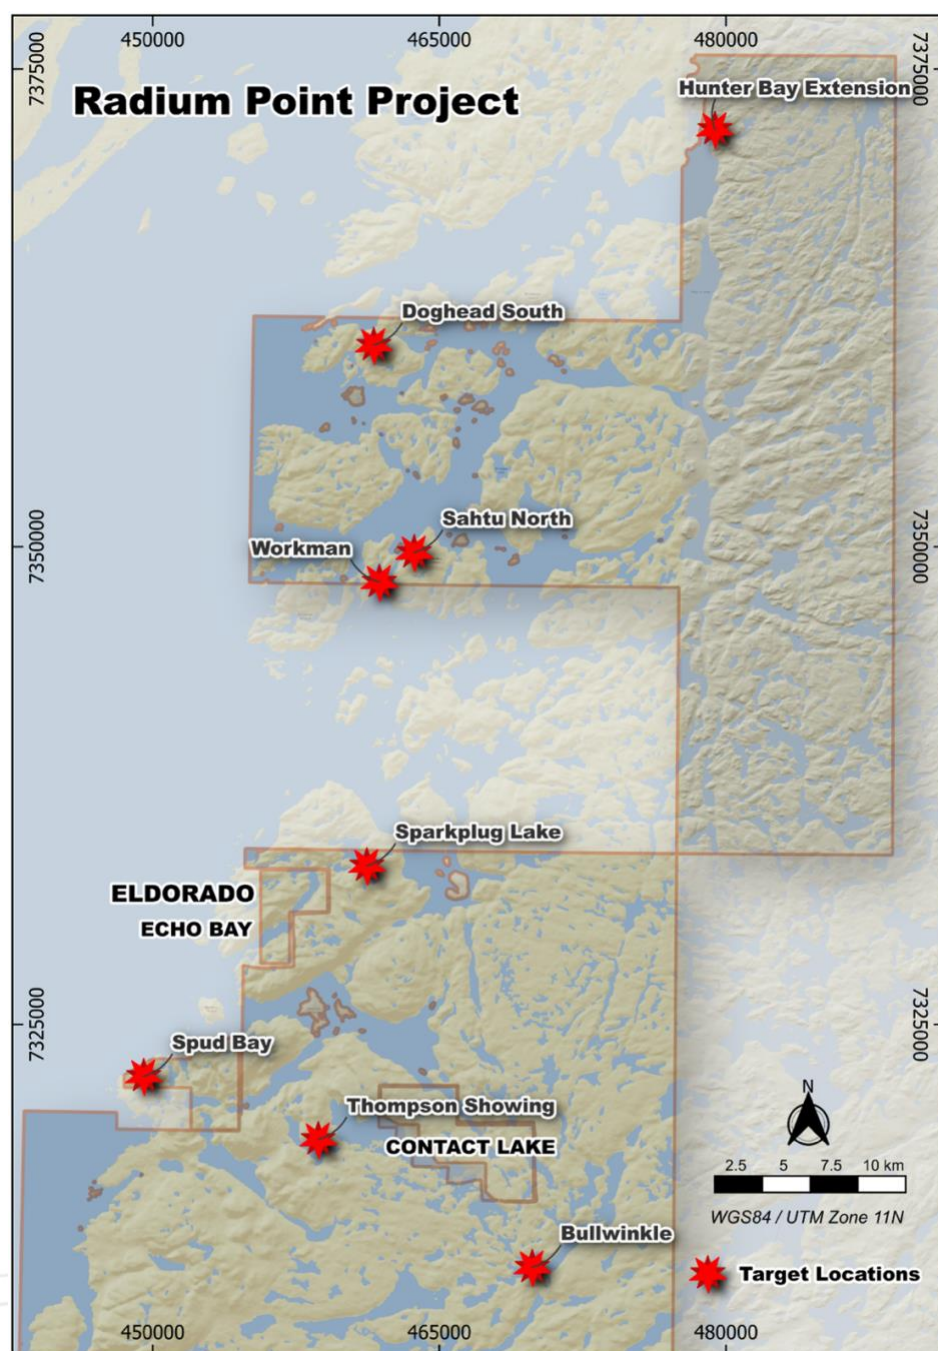 450000
465000
480000
7375000
7375000
Radium Point Project
Hunter Bay Extension
Doghead South
Sahtu North
Workman
7350000
7350000
Sparkplug Lake
ELDORADO
ECHO BAY
7325000
7325000
Spud Bay
Thompson Showing
CONTACT LAKE
N
2.5 5 7.5 10 km
WGS84 / UTM Zone 11N
Bullwinkle
Target Locations
450000
465000
480000